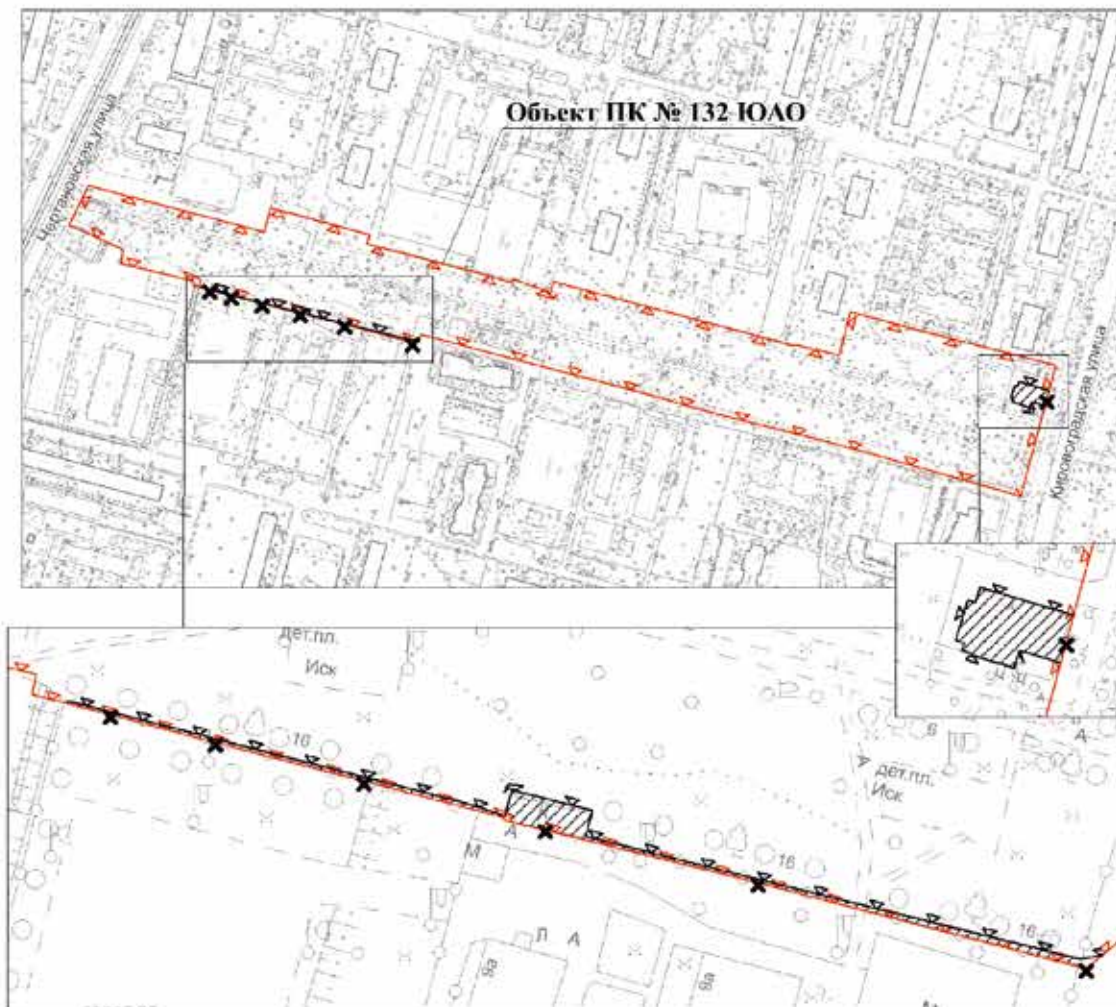 Объект ПК № 132 ЮАО
Чертановская улица
Кировоградская улица
дет.пл.
Иск
16
А
М
Л А
9а
9а
16
16
дет.пл.
Иск
6
А